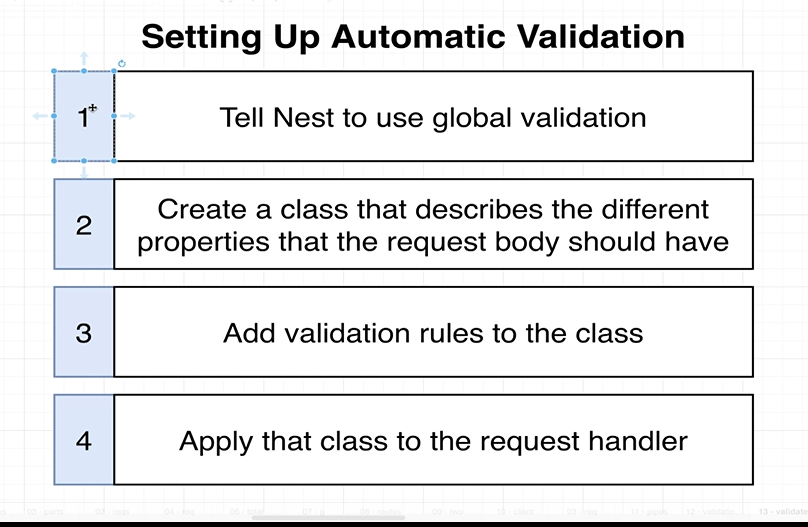 Setting Up Automatic Validation
1
Tell Nest to use global validation
2
Create a class that describes the different
properties that the request body should have
3
Add validation rules to the class
4
Apply that class to the request handler
13 - validate